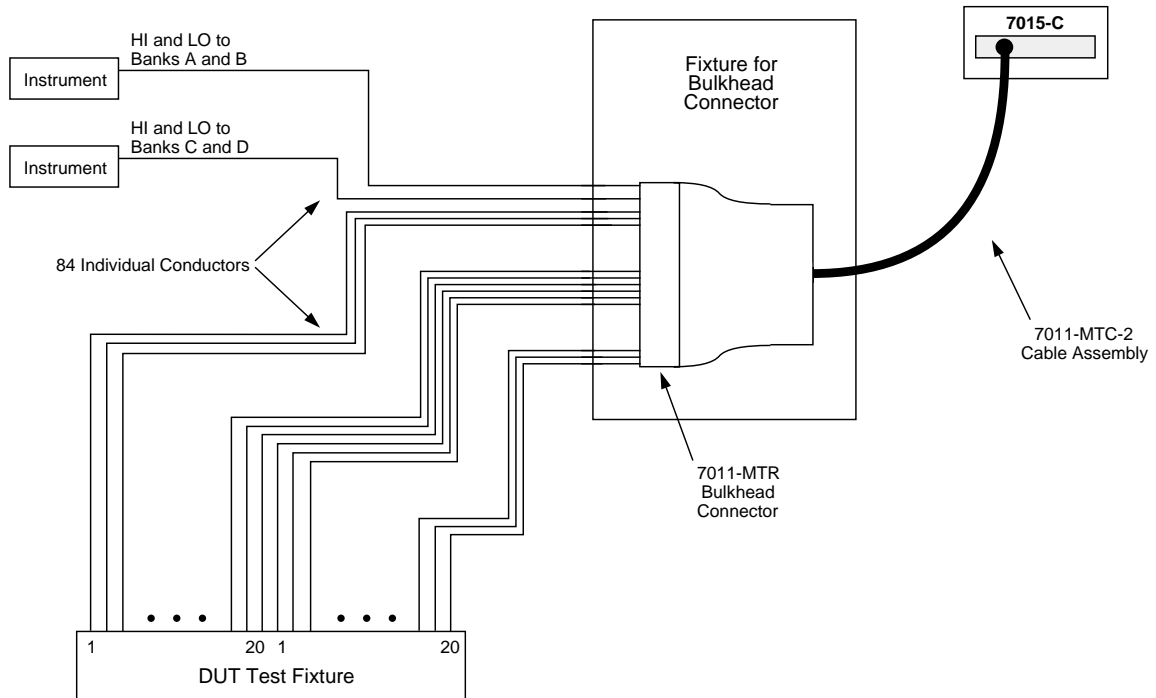 HI and LO to
Banks A and B
Instrument
HI and LO to
Banks C and D
Instrument
84 Individual Conductors
Fixture for
Bulkhead
Connector
7015-C
7011-MTC-2
Cable Assembly
7011-MTR
Bulkhead
Connector
1 20 1 20
DUT Test Fixture